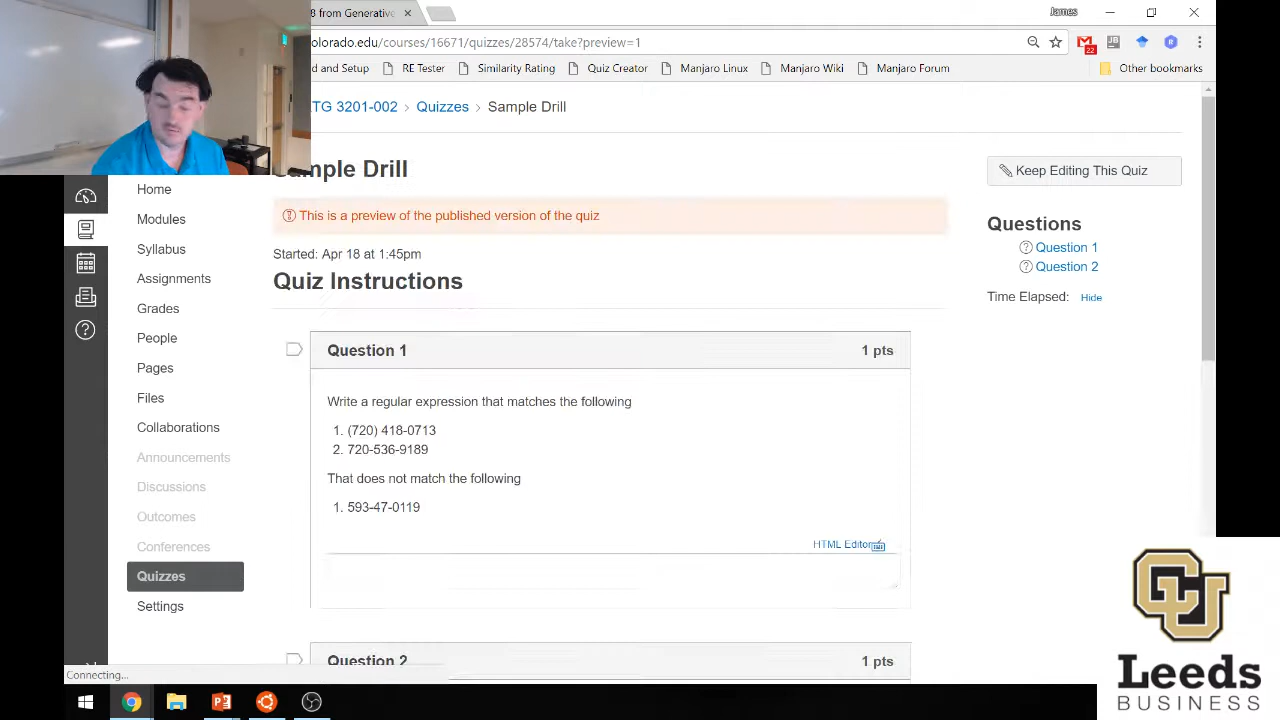 8 from Generative
James
olorado.edu/courses/16671/quizzes/28574/take?preview=1
22
d and Setup
RE Tester
Similarity Rating
Quiz Creator
Manjaro Linux
Manjaro Wiki
Manjaro Forum
Other bookmarks
TG 3201-002 > Quizzes > Sample Drill
mple Drill
Keep Editing This Quiz
This is a preview of the published version of the quiz
Started: Apr 18 at 1:45pm
Quiz Instructions
Questions
Question 1
Question 2
Time Elapsed: Hide
Home
Modules
Syllabus
Assignments
Grades
People
Pages
Files
Collaborations
Announcements
Discussions
Outcomes
Conferences
Quizzes
Settings
Question 1 1 pts
Write a regular expression that matches the following
1. (720) 418-0713
2. 720-536-9189
That does not match the following
1. 593-47-0119
HTML Editor
Question 2 1 pts
Connecting...
CU
Leeds
BUSINESS